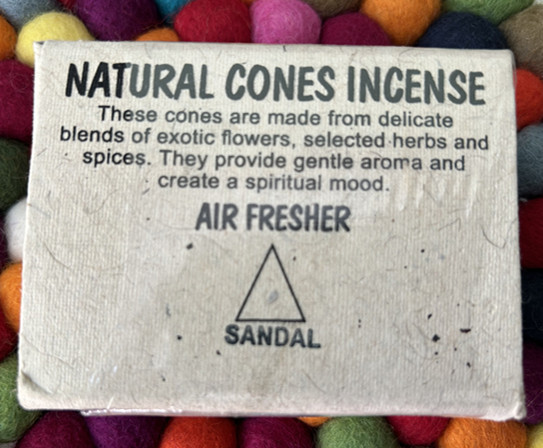 NATURAL CONES INCENSE
These cones are made from delicate
blends of exotic flowers, selected herbs and
spices. They provide gentle aroma and
create a spiritual mood.
AIR FRESHER
SANDAL